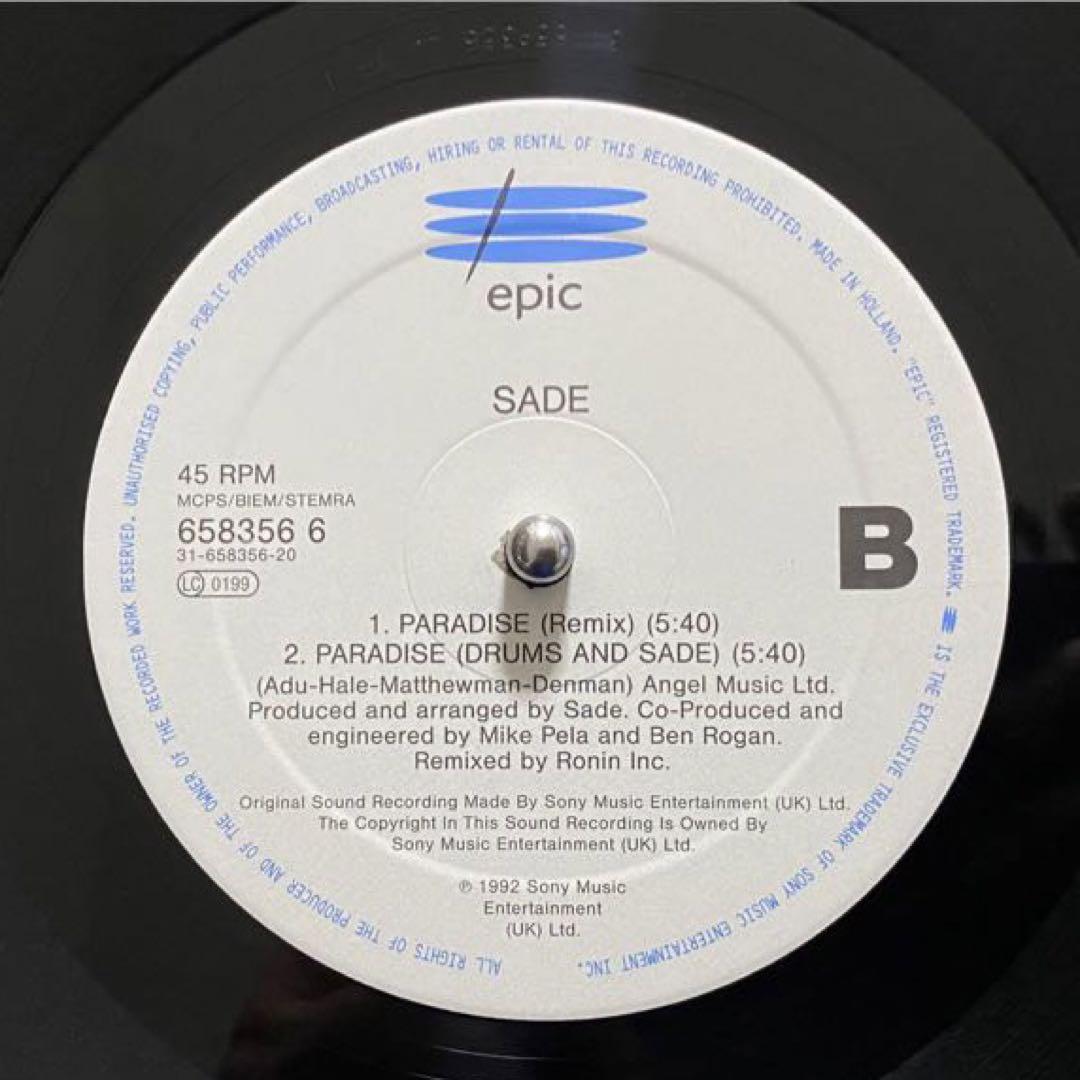 ALL RIGHTS OF THE PRODUCER AND OF THE OWNER OF THE RECORDED WORK RESERVED. UNAUTHORISED COPYING, PUBLIC PERFORMANCE, BROADCASTING, HIRING OR RENTAL OF THIS RECORDING PROHIBITED. MADE IN HOLLAND. "EPIC" REGISTERED TRADEMARK. IS THE EXCLUSIVE TRADEMARK OF SONY MUSIC ENTERTAINMENT INC.
epic
SADE
45 RPM
MCPS/BIEM/STEMRA
658356 6
31-658356-20
LC 0199
B
1. PARADISE (Remix) (5:40)
2. PARADISE (DRUMS AND SADE) (5:40)
(Adu-Hale-Matthewman-Denman) Angel Music Ltd.
Produced and arranged by Sade. Co-Produced and
engineered by Mike Pela and Ben Rogan.
Remixed by Ronin Inc.
Original Sound Recording Made By Sony Music Entertainment (UK) Ltd.
The Copyright In This Sound Recording Is Owned By
Sony Music Entertainment (UK) Ltd.
℗ 1992 Sony Music
Entertainment
(UK) Ltd.